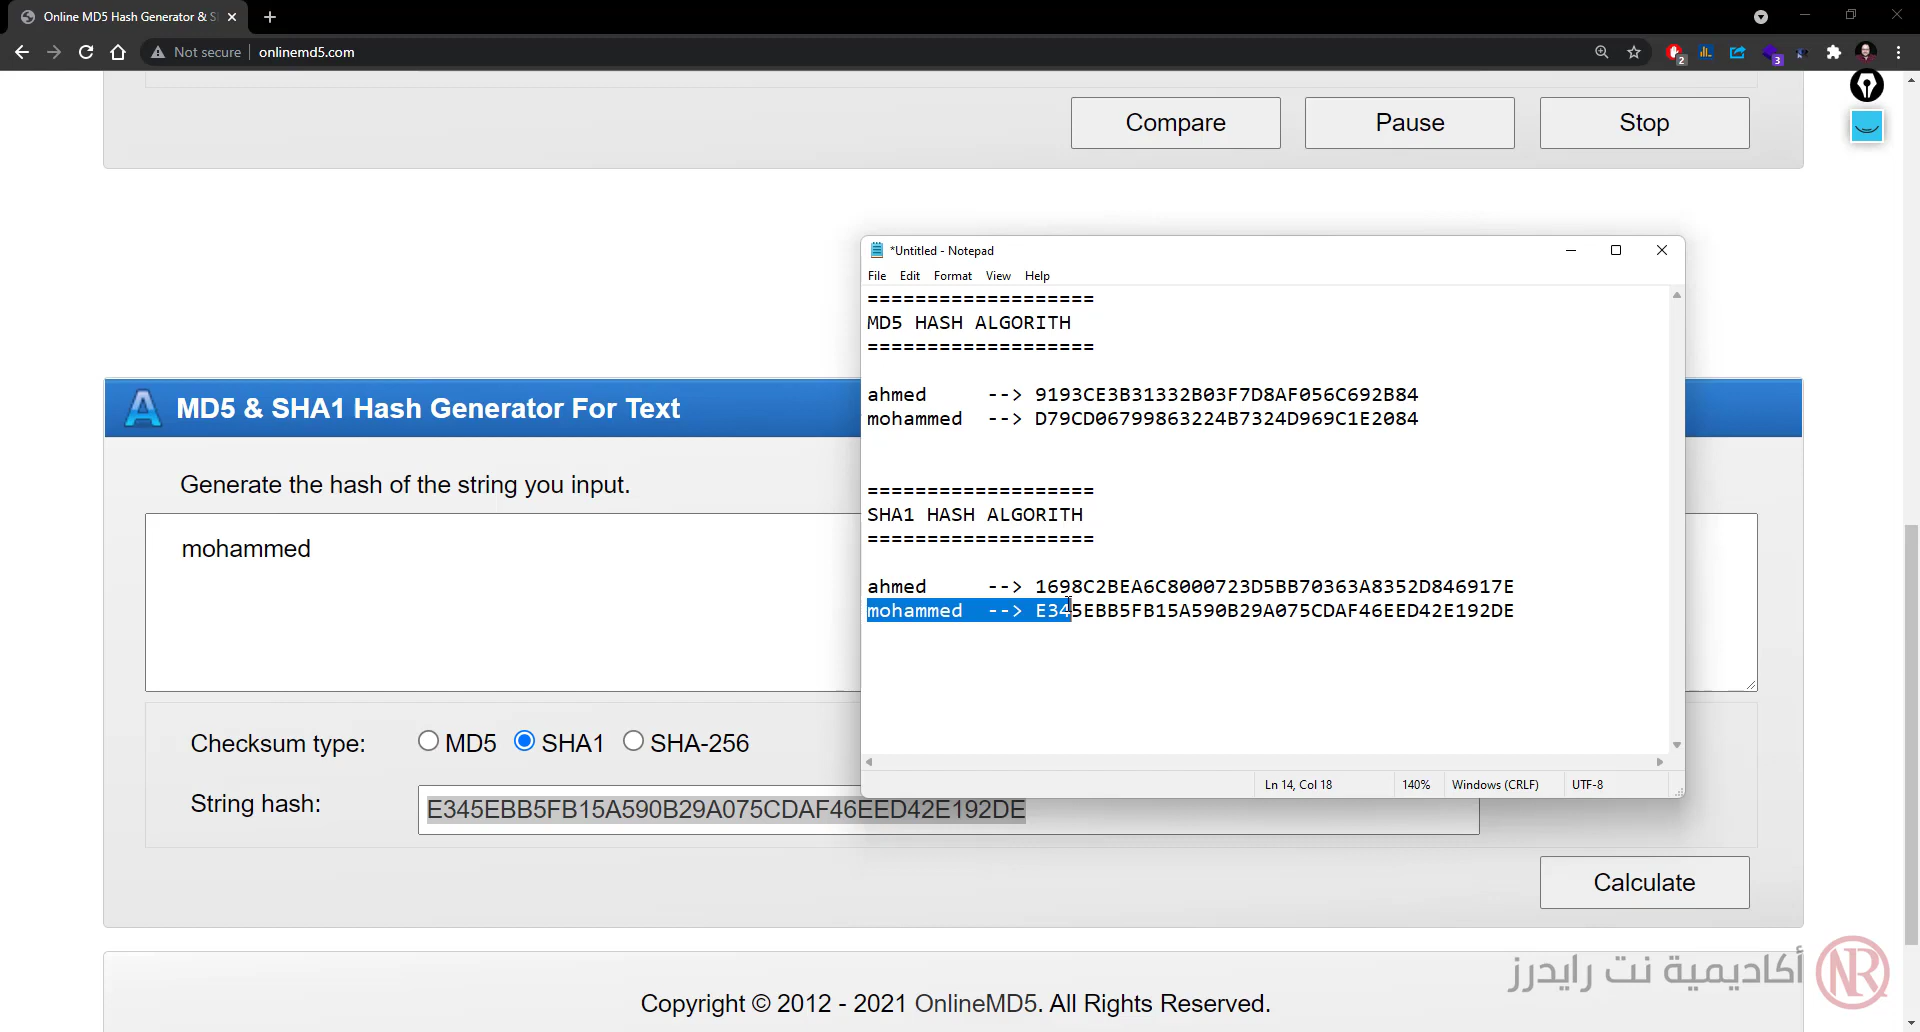 Online MD5 Hash Generator & S
Not secure
onlinemd5.com
2
3
Compare
Pause
Stop
*Untitled - Notepad
File Edit Format View Help
===================
MD5 HASH ALGORITH
===================
ahmed     --> 9193CE3B31332B03F7D8AF056C692B84
mohammed  --> D79CD06799863224B7324D969C1E2084
===================
SHA1 HASH ALGORITH
===================
ahmed     --> 1698C2BEA6C8000723D5BB70363A8352D846917E
mohammed  --> E345EBB5FB15A590B29A075CDAF46EED42E192DE
Ln 14, Col 18
140%
Windows (CRLF)
UTF-8
MD5 & SHA1 Hash Generator For Text
Generate the hash of the string you input.
mohammed
Checksum type: MD5 SHA1 SHA-256
String hash: E345EBB5FB15A590B29A075CDAF46EED42E192DE
Calculate
أكاديمية نت رايدرز
NR
Copyright © 2012 - 2021 OnlineMD5. All Rights Reserved.